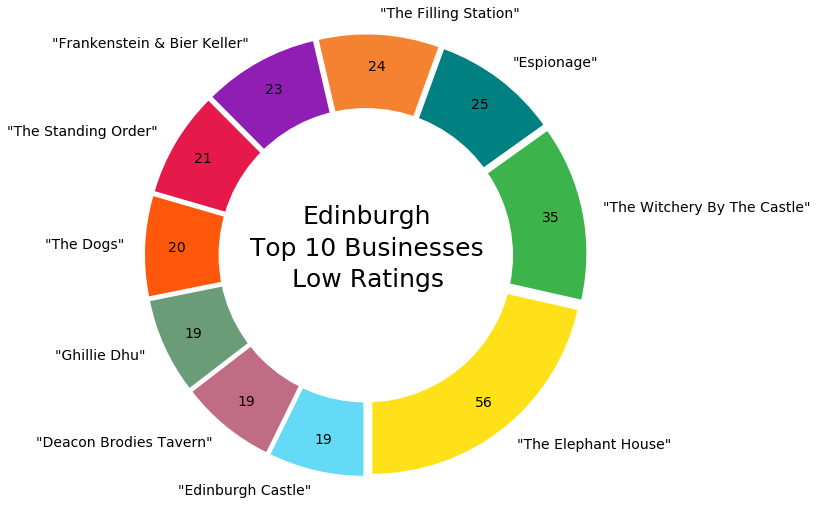 "The Filling Station"
24
"Frankenstein & Bier Keller"
23
"Espionage"
25
"The Standing Order"
21
"The Witchery By The Castle"
35
"The Dogs"
20
Edinburgh
Top 10 Businesses
Low Ratings
"Ghillie Dhu"
19
"Deacon Brodies Tavern"
19
"Edinburgh Castle"
19
"The Elephant House"
56